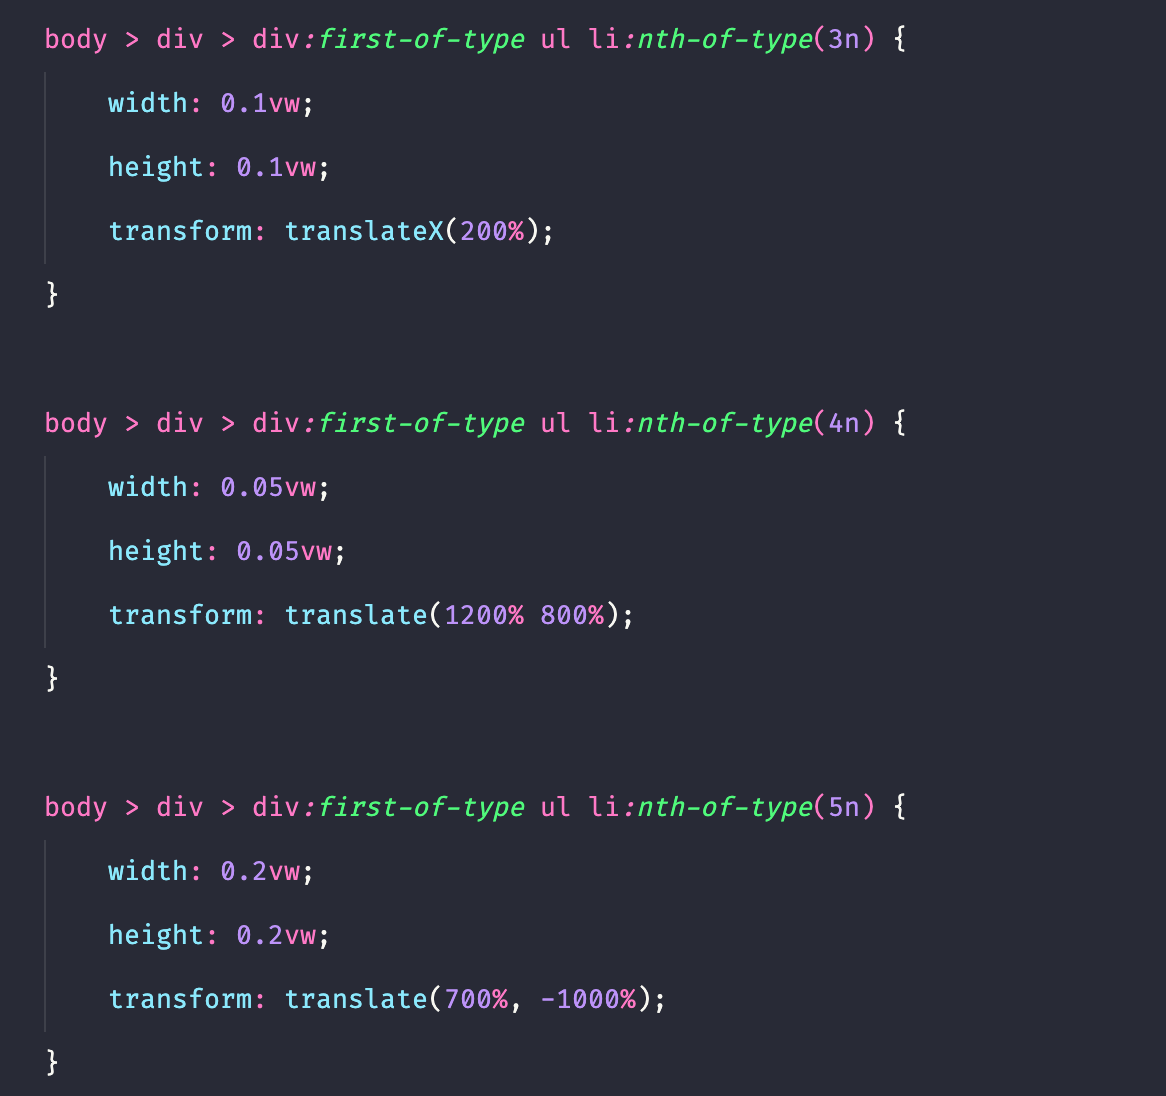 body > div > div:first-of-type ul li:nth-of-type(3n) {
width: 0.1vw;
height: 0.1vw;
transform: translateX(200%);
}
body > div > div:first-of-type ul li:nth-of-type(4n) {
width: 0.05vw;
height: 0.05vw;
transform: translate(1200% 800%);
}
body > div > div:first-of-type ul li:nth-of-type(5n) {
width: 0.2vw;
height: 0.2vw;
transform: translate(700%, -1000%);
}